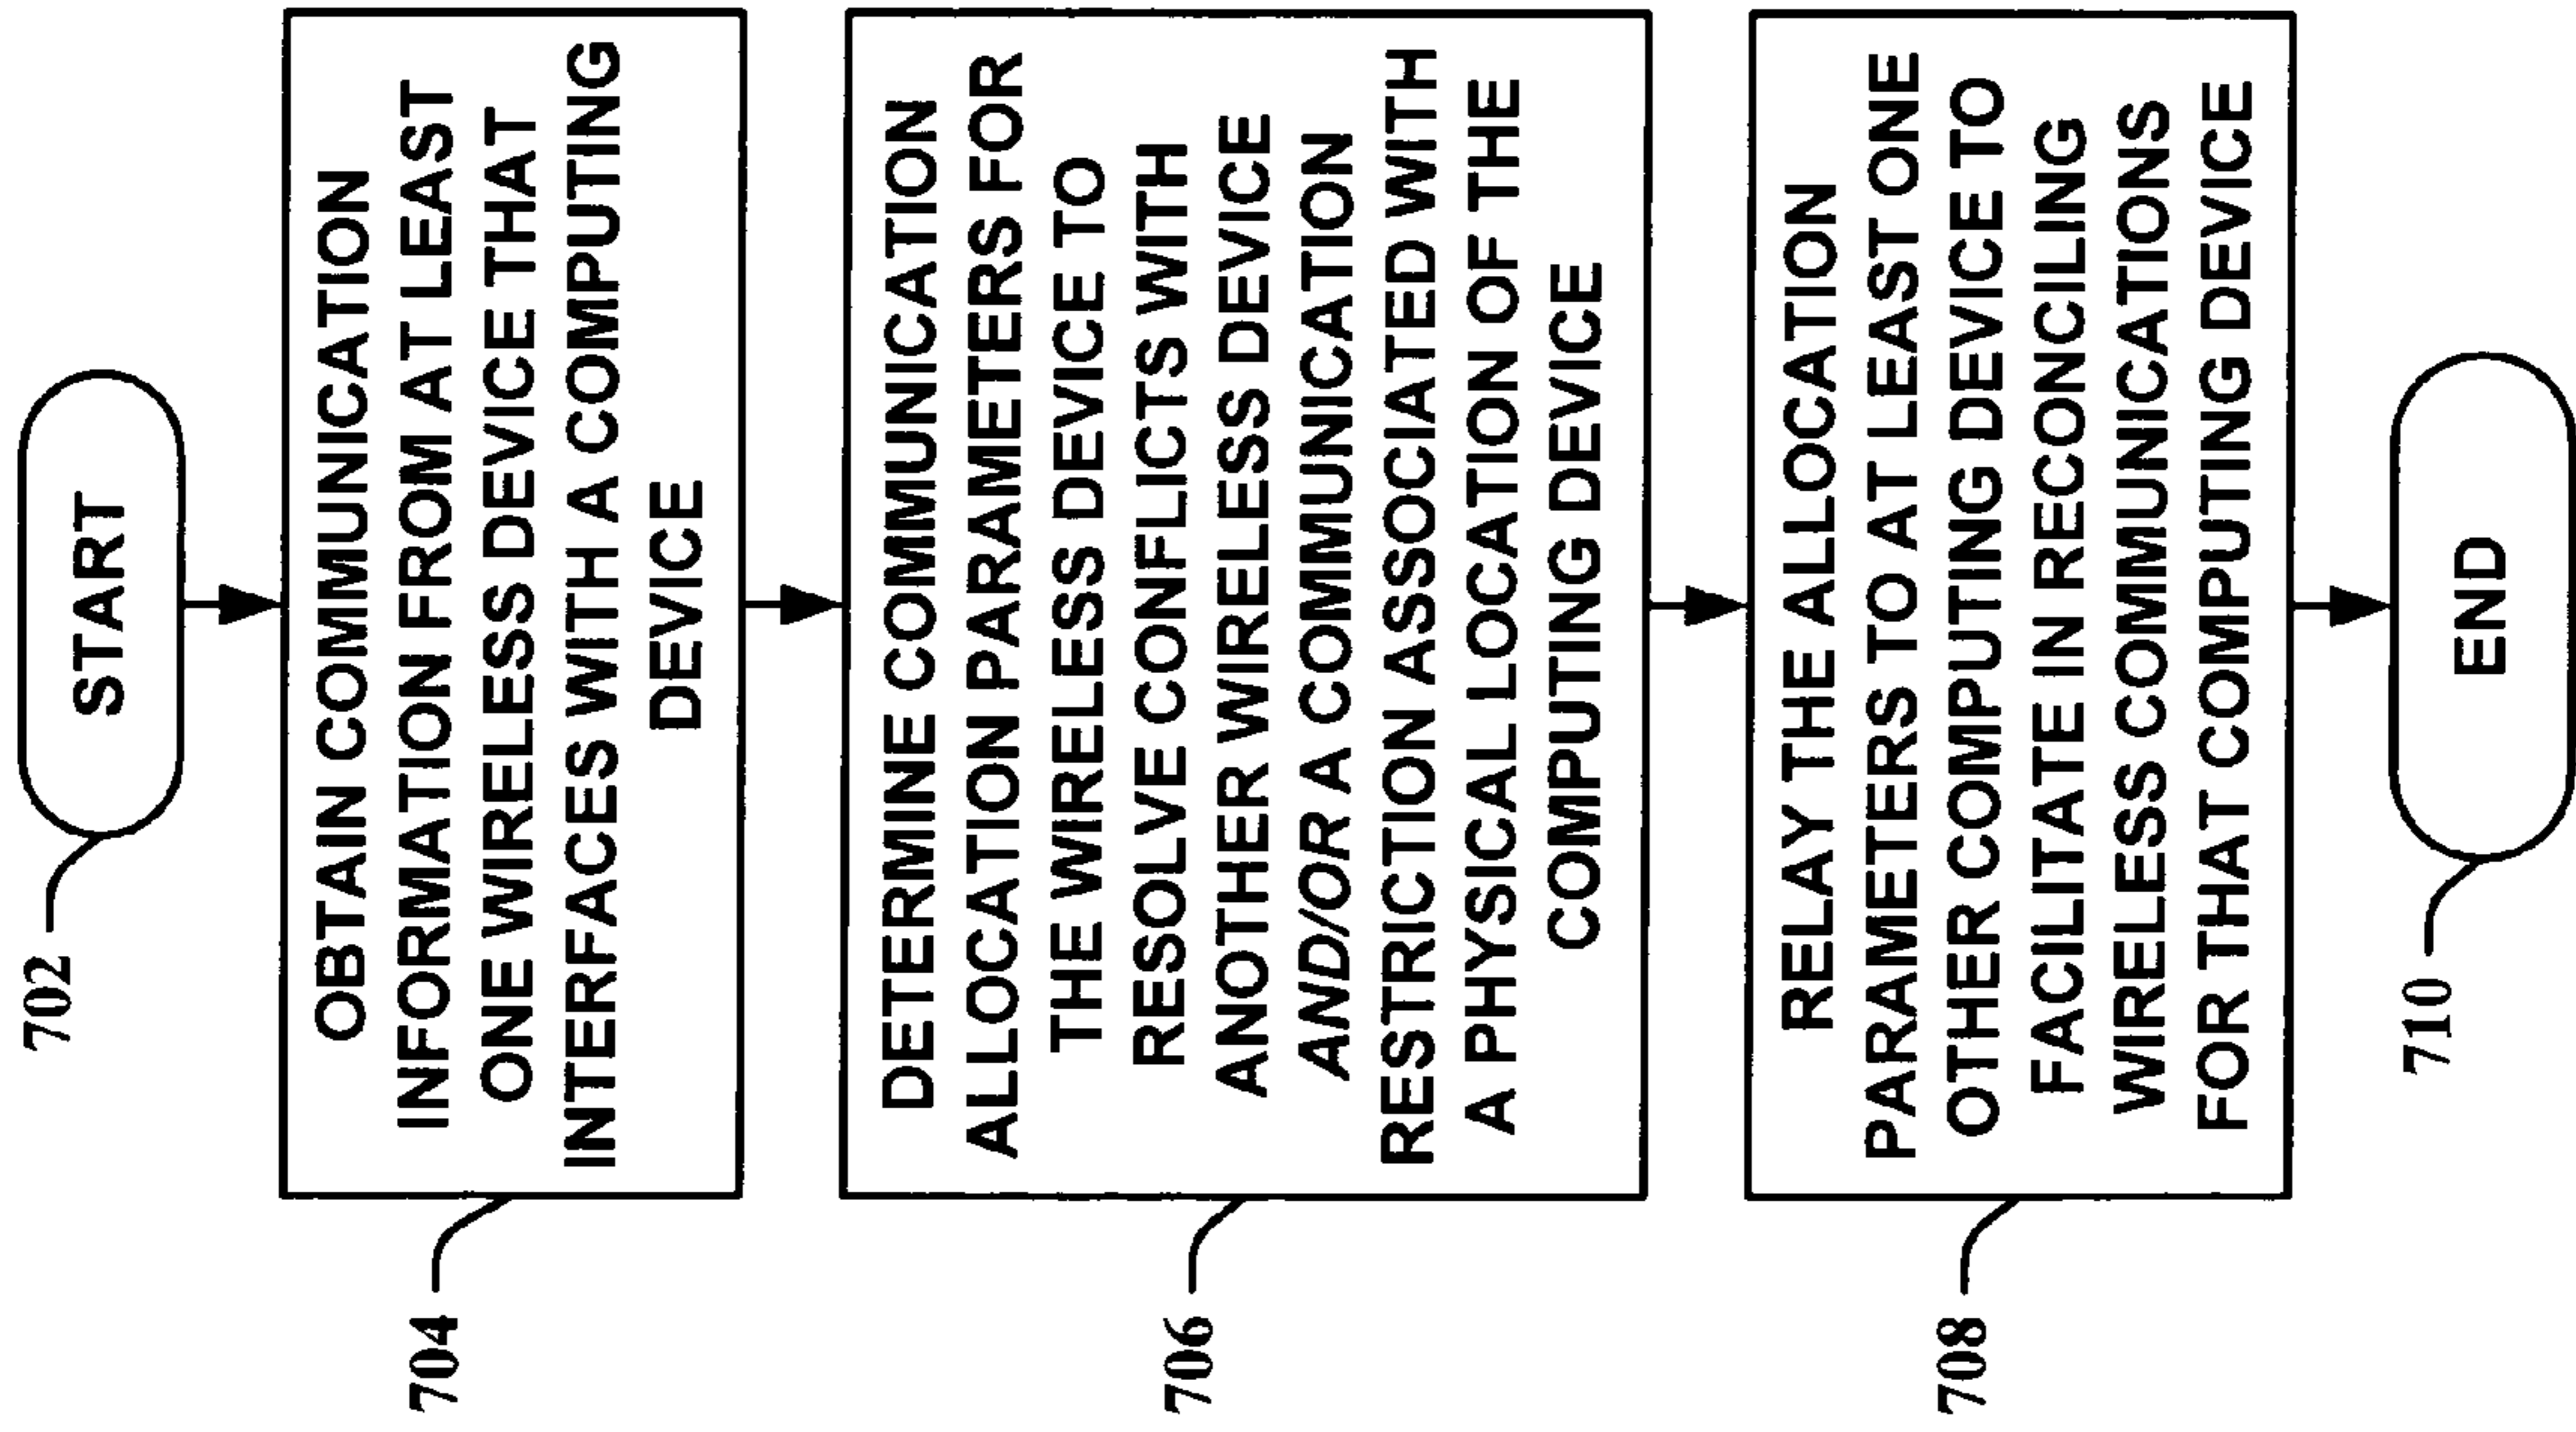 START
702
OBTAIN COMMUNICATION
INFORMATION FROM AT LEAST
ONE WIRELESS DEVICE THAT
INTERFACES WITH A COMPUTING
DEVICE
704
DETERMINE COMMUNICATION
ALLOCATION PARAMETERS FOR
THE WIRELESS DEVICE TO
RESOLVE CONFLICTS WITH
ANOTHER WIRELESS DEVICE
AND/OR A COMMUNICATION
RESTRICTION ASSOCIATED WITH
A PHYSICAL LOCATION OF THE
COMPUTING DEVICE
706
RELAY THE ALLOCATION
PARAMETERS TO AT LEAST ONE
OTHER COMPUTING DEVICE TO
FACILITATE IN RECONCILING
WIRELESS COMMUNICATIONS
FOR THAT COMPUTING DEVICE
708
END
710